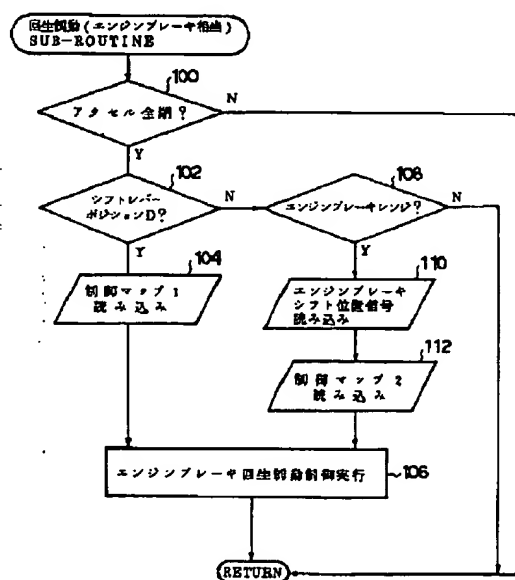 回生制動(エンジンブレーキ相当)
SUB-ROUTINE
100
アクセル全閉?
N
Y
102
シフトレバー
ポジションD?
N
Y
108
エンジンブレーキレンジ?
N
Y
104
制御マップ1
読み込み
110
エンジンブレーキ
シフト位置信号
読み込み
112
制御マップ2
読み込み
エンジンブレーキ回生制動制御実行
106
RETURN